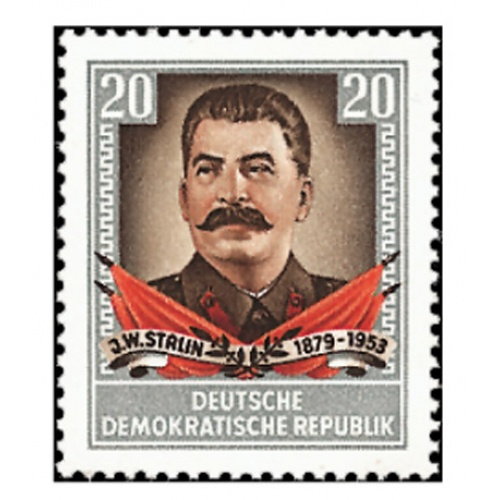 20 20
J.W. STALIN 1879-1953
DEUTSCHE
DEMOKRATISCHE REPUBLIK